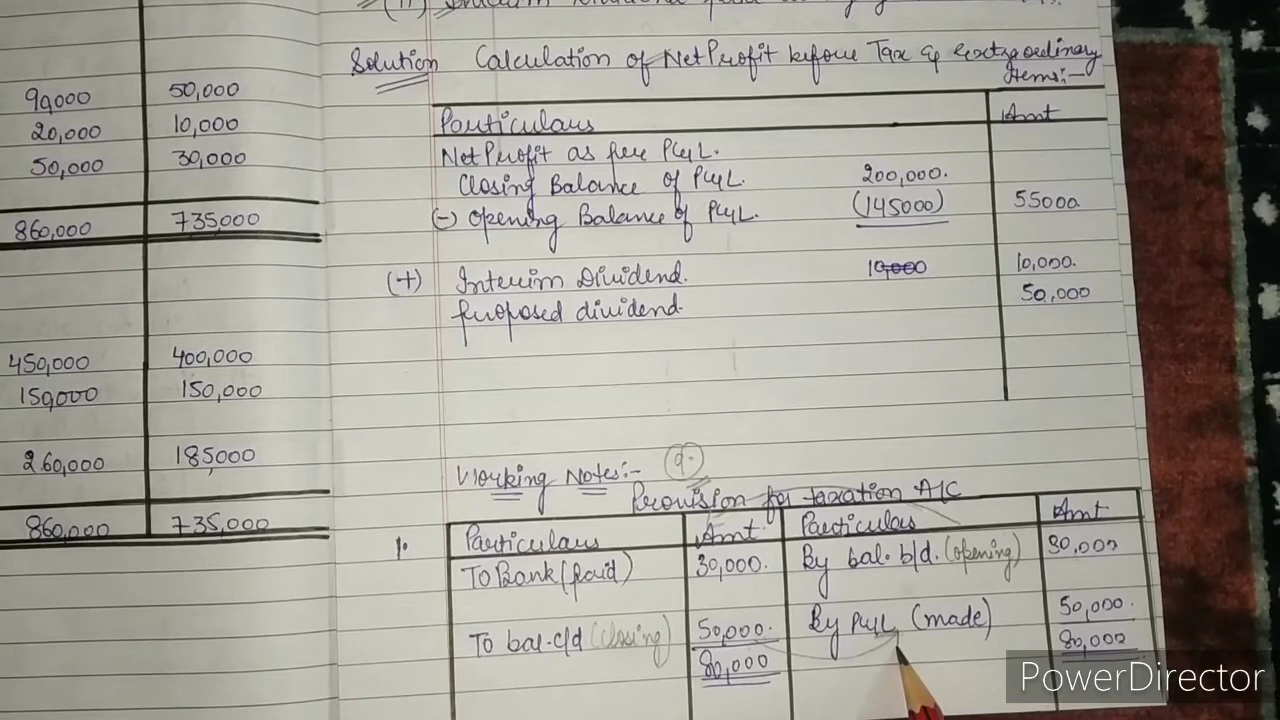 Solution Calculation of Net Profit before Tax & Extraordinary
Items:-
Particulars Amt
Net Profit as per P&L.
Closing Balance of P&L. 200,000.
(-) Opening Balance of P&L. (145000) 55000
(+) Interim Dividend. 10,000 10,000.
Proposed dividend. 50,000
90,000 50,000
20,000 10,000
50,000 30,000
860,000 735000
450,000 400,000
150,000 150,000
260,000 185000
860,000 735,000
Working Notes:-
Provision for taxation A/C
1. Particulars Amt Particulars Amt
To Bank (paid) 30,000. By bal. b/d. (opening) 30,000
To bal. c/d (closing) 50,000. By P&L (made) 50,000.
80,000 80,000
PowerDirector